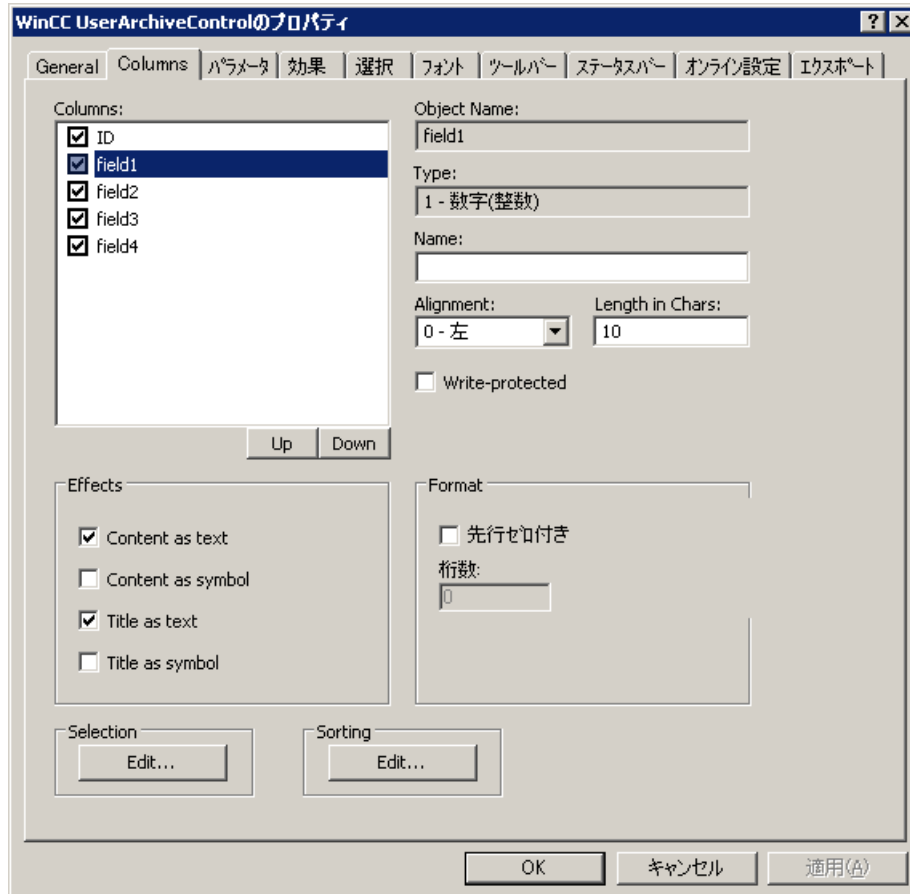 WinCC UserArchiveControlのプロパティ
General Columns パラメータ 効果 選択 フォント ツールバー ステータスバー オンライン設定 エクスポート
Columns:
ID
field1
field2
field3
field4
Up Down
Object Name:
field1
Type:
1 - 数字(整数)
Name:
Alignment: Length in Chars:
0 - 左 10
Write-protected
Effects
Content as text
Content as symbol
Title as text
Title as symbol
Format
先行ゼロ付き
桁数:
0
Selection
Edit...
Sorting
Edit...
OK キャンセル 適用(A)